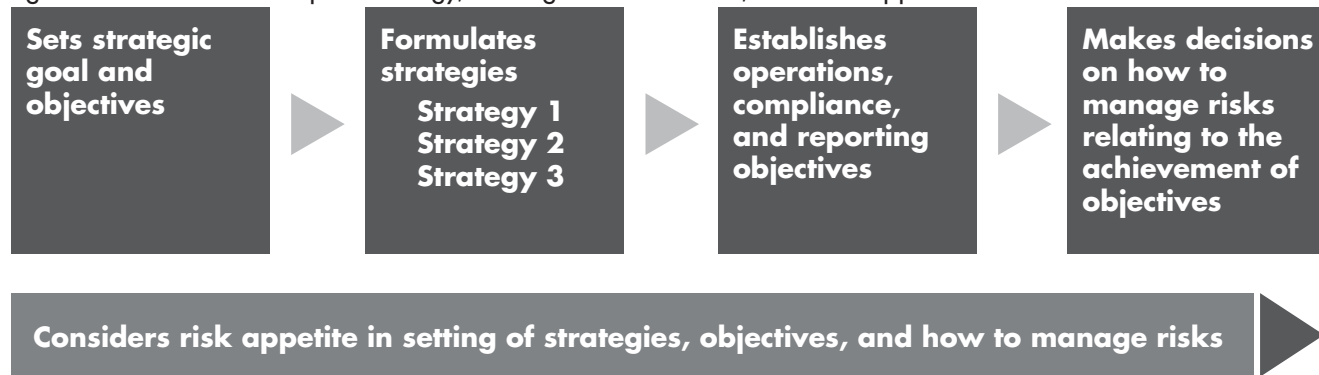 Sets strategic
goal and
objectives
Formulates
strategies
Strategy 1
Strategy 2
Strategy 3
Establishes
operations,
compliance,
and reporting
objectives
Makes decisions
on how to
manage risks
relating to the
achievement of
objectives
Considers risk appetite in setting of strategies, objectives, and how to manage risks